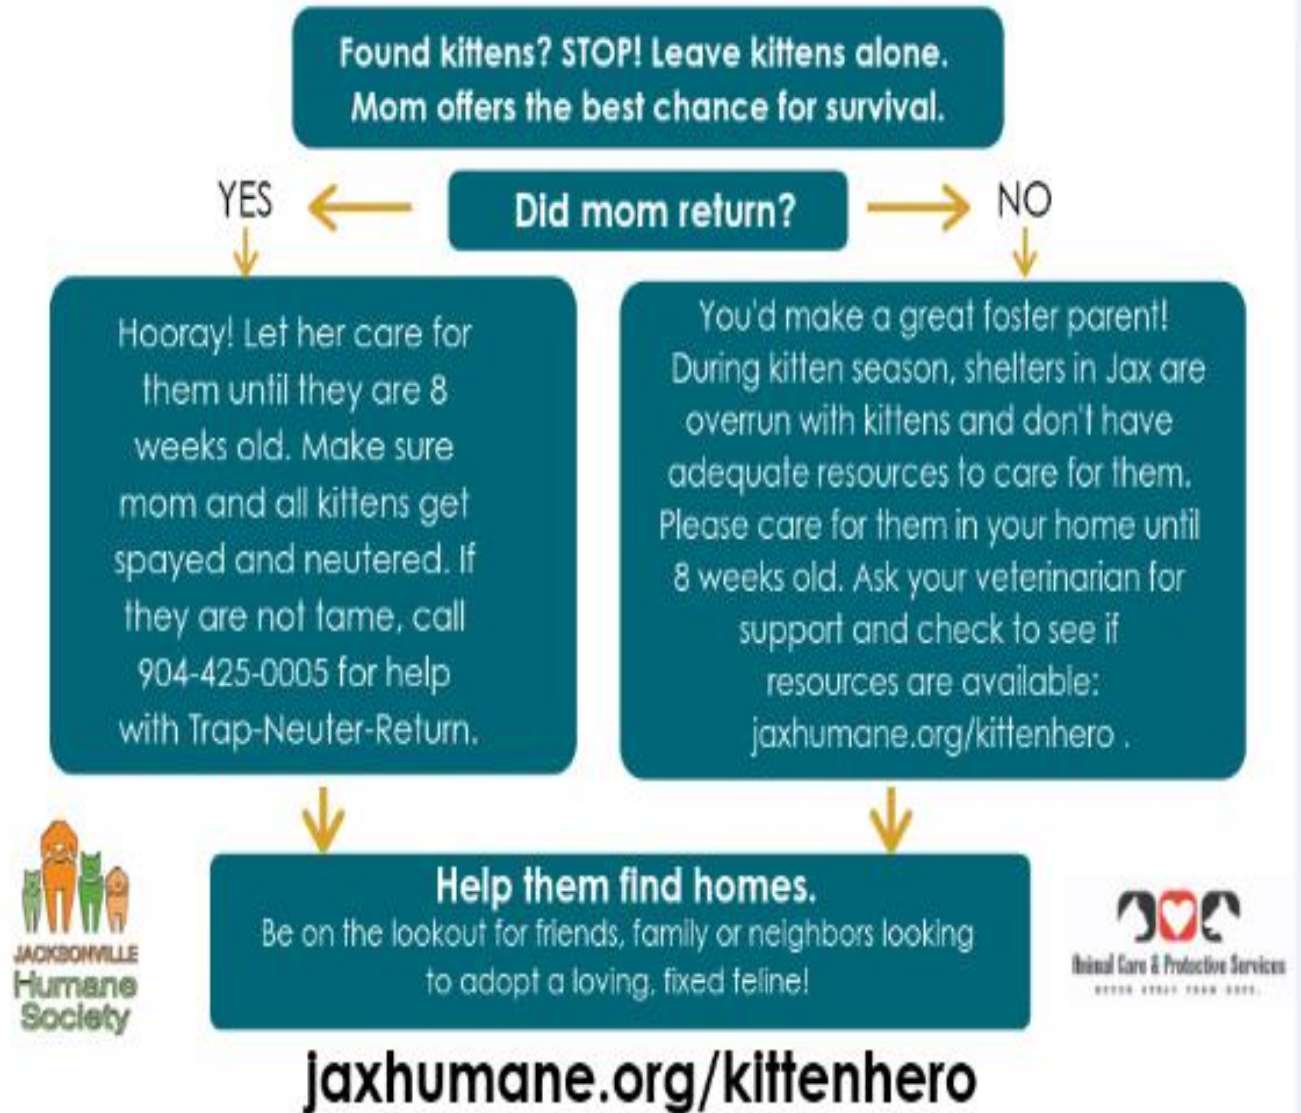 Found kittens? STOP! Leave kittens alone.
Mom offers the best chance for survival.
YES
Did mom return?
NO
Hooray! Let her care for
them until they are 8
weeks old. Make sure
mom and all kittens get
spayed and neutered. If
they are not tame, call
904-425-0005 for help
with Trap-Neuter-Return.
You'd make a great foster parent!
During kitten season, shelters in Jax are
overrun with kittens and don't have
adequate resources to care for them.
Please care for them in your home until
8 weeks old. Ask your veterinarian for
support and check to see if
resources are available:
jaxhumane.org/kittenhero .
Help them find homes.
Be on the lookout for friends, family or neighbors looking
to adopt a loving, fixed feline!
JACKSONVILLE
Humane
Society
Animal Care & Protective Services
jaxhumane.org/kittenhero